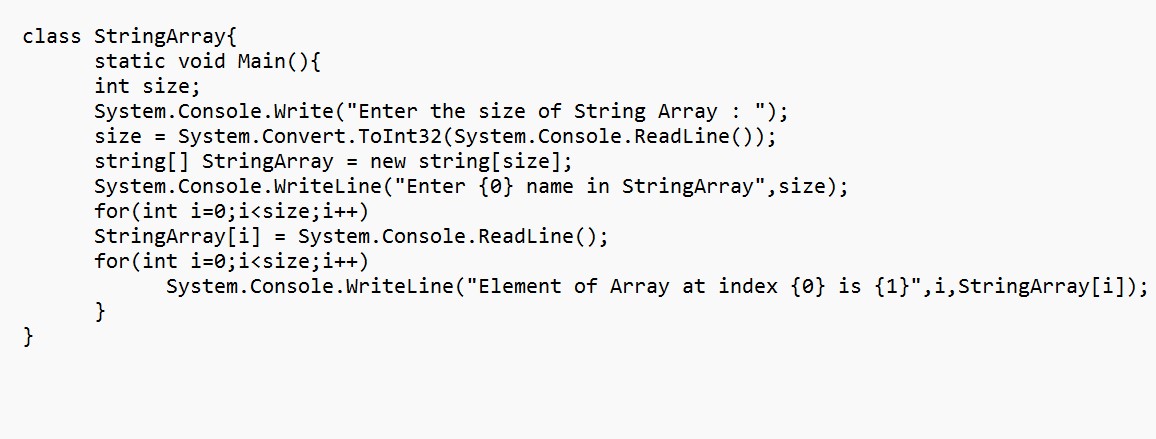 class StringArray{
static void Main(){
int size;
System.Console.Write("Enter the size of String Array : ");
size = System.Convert.ToInt32(System.Console.ReadLine());
string[] StringArray = new string[size];
System.Console.WriteLine("Enter {0} name in StringArray",size);
for(int i=0;i<size;i++)
StringArray[i] = System.Console.ReadLine();
for(int i=0;i<size;i++)
System.Console.WriteLine("Element of Array at index {0} is {1}",i,StringArray[i]);
}
}